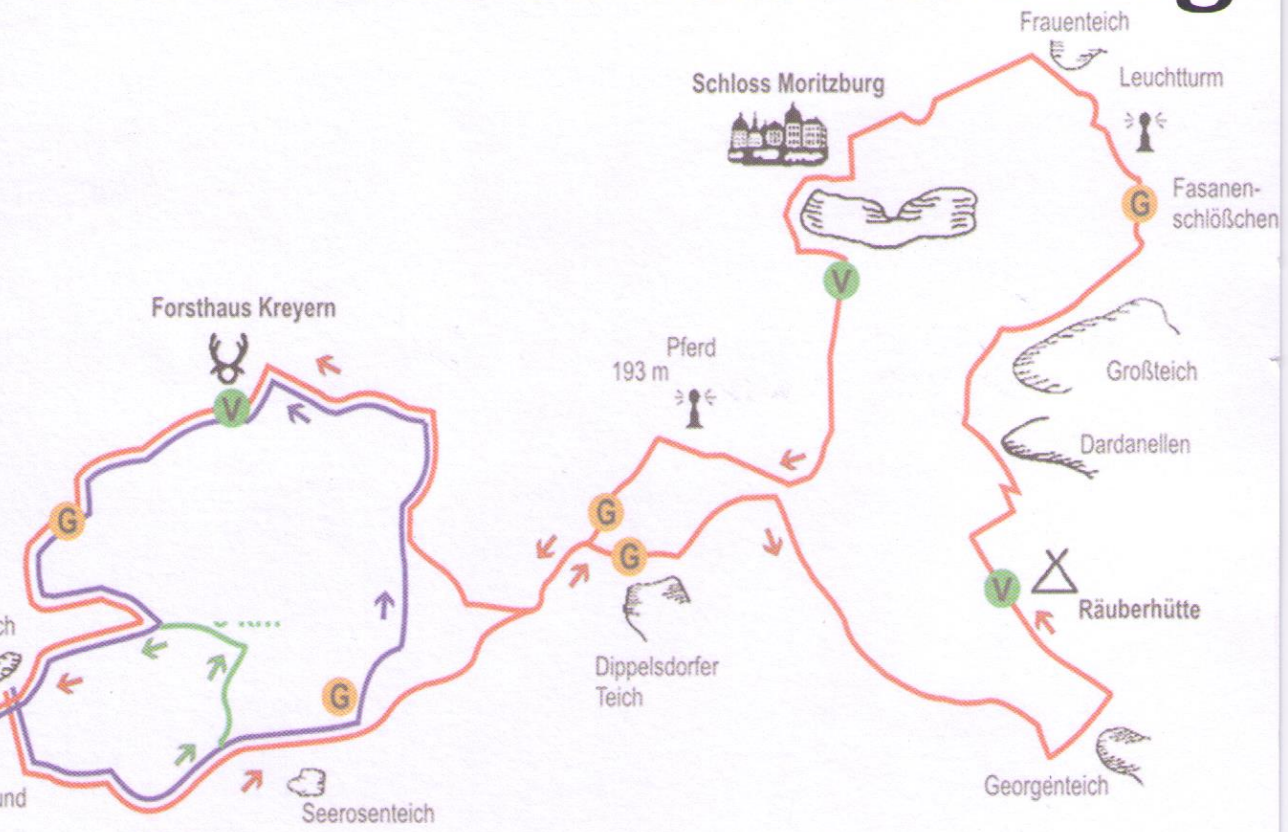 Frauenteich
Schloss Moritzburg
Leuchtturm
Fasanen-
schlößchen
G
V
Forsthaus Kreyern
V
Pferd
193 m
Großteich
Dardanellen
G
G
G
V
Räuberhütte
Dippelsdorfer
Teich
G
Georgenteich
Seerosenteich